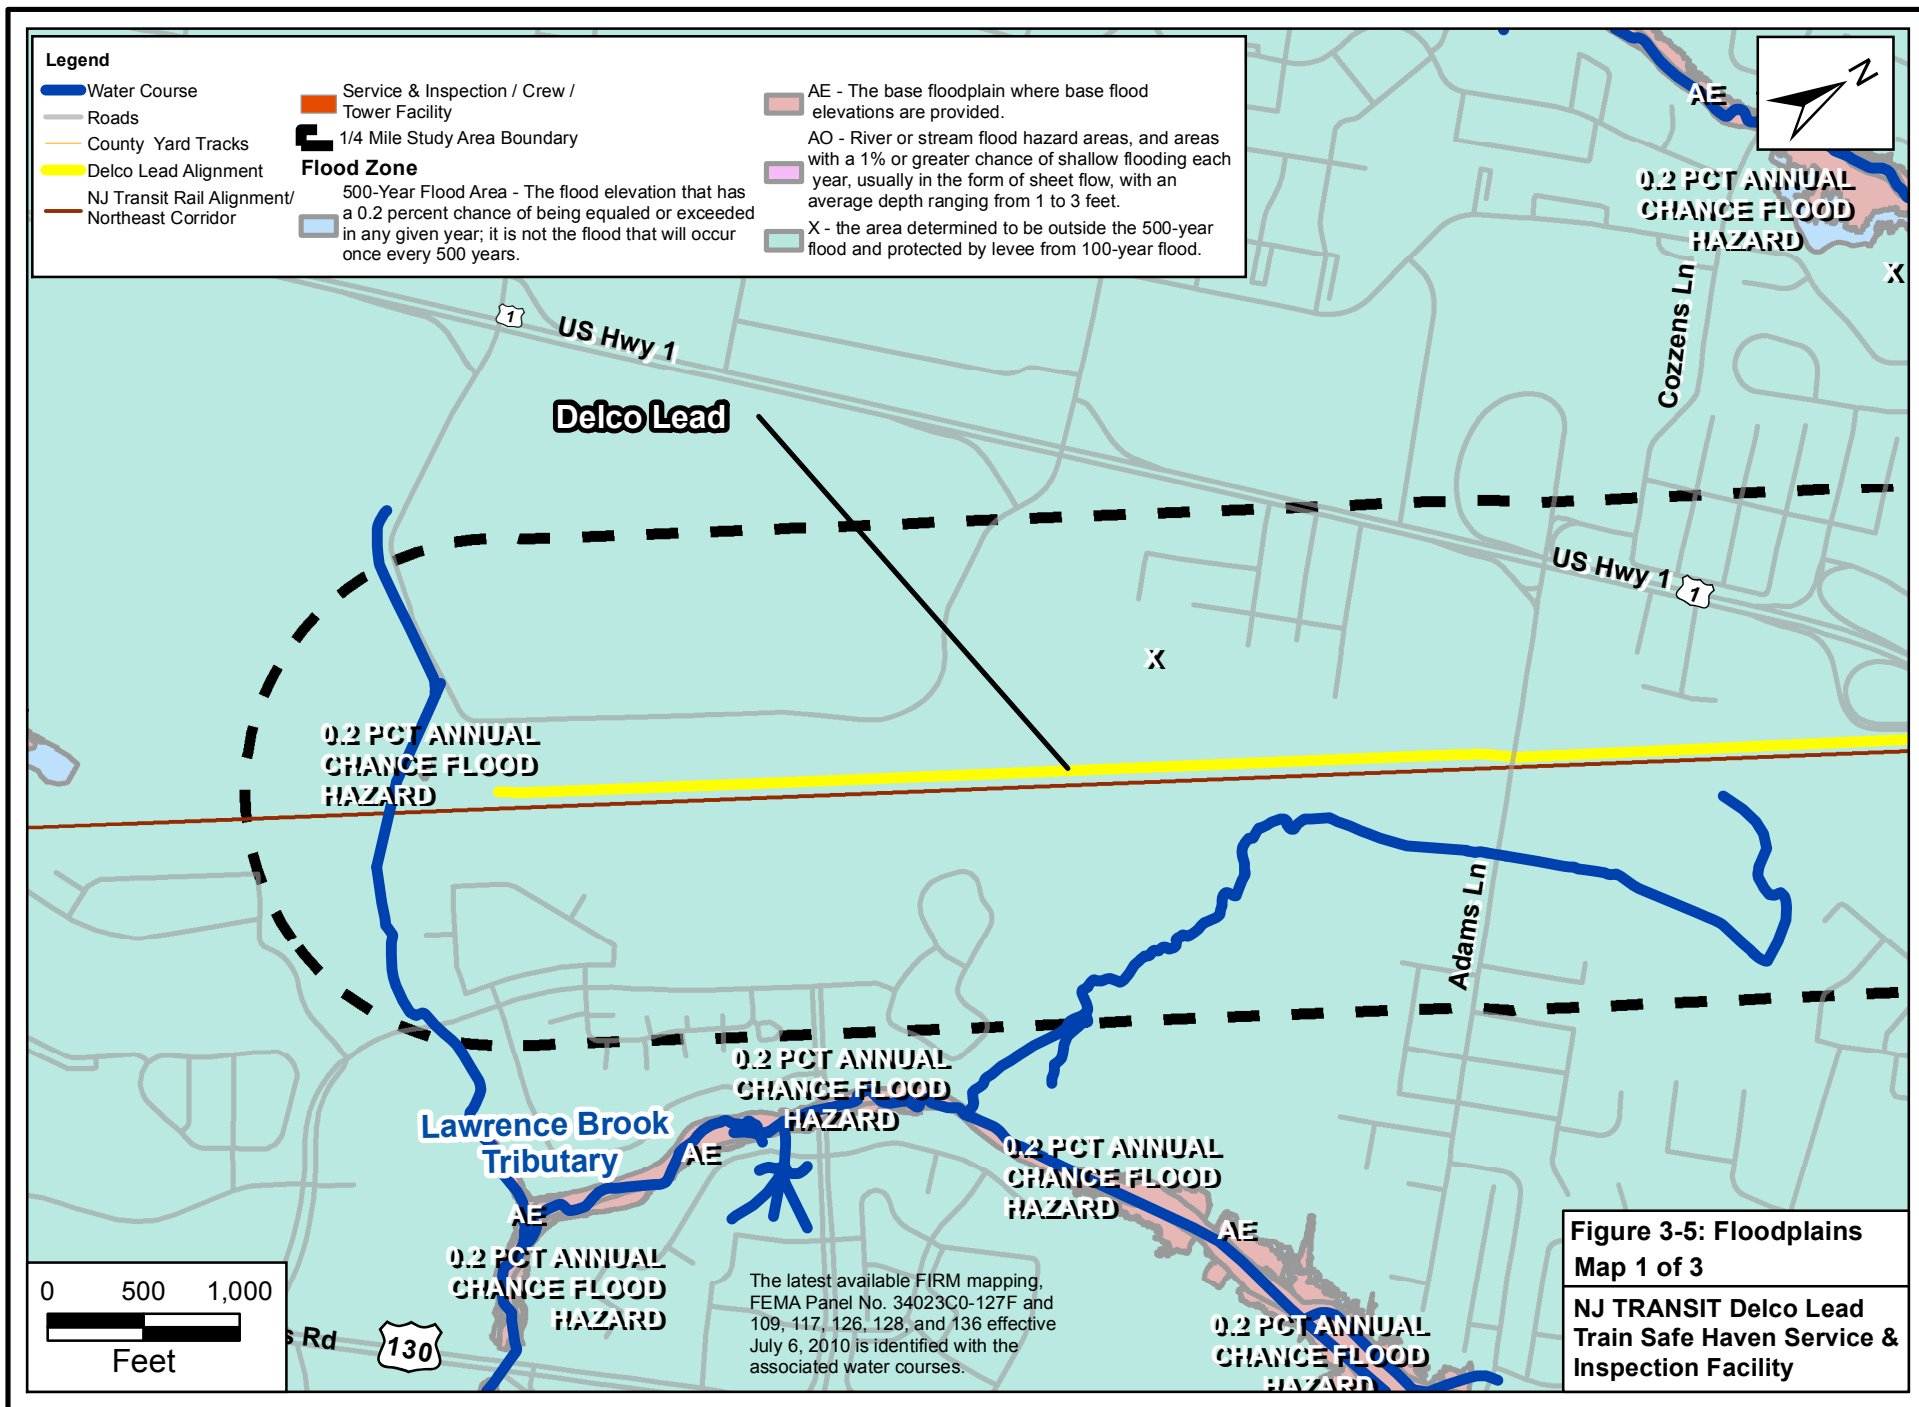 Legend
Water Course
Roads
County Yard Tracks
Delco Lead Alignment
NJ Transit Rail Alignment/
Northeast Corridor
Service & Inspection / Crew /
Tower Facility
1/4 Mile Study Area Boundary
Flood Zone
500-Year Flood Area - The flood elevation that has
a 0.2 percent chance of being equaled or exceeded
in any given year; it is not the flood that will occur
once every 500 years.
AE - The base floodplain where base flood
elevations are provided.
AO - River or stream flood hazard areas, and areas
with a 1% or greater chance of shallow flooding each
year, usually in the form of sheet flow, with an
average depth ranging from 1 to 3 feet.
X - the area determined to be outside the 500-year
flood and protected by levee from 100-year flood.
N
AE
0.2 PCT ANNUAL
CHANCE FLOOD
HAZARD
X
Cozzens Ln
1
US Hwy 1
Delco Lead
US Hwy 1
1
X
0.2 PCT ANNUAL
CHANCE FLOOD
HAZARD
Adams Ln
0.2 PCT ANNUAL
CHANCE FLOOD
HAZARD
Lawrence Brook
Tributary
AE
0.2 PCT ANNUAL
CHANCE FLOOD
HAZARD
AE
AE
0.2 PCT ANNUAL
CHANCE FLOOD
HAZARD
0.2 PCT ANNUAL
CHANCE FLOOD
HAZARD
The latest available FIRM mapping,
FEMA Panel No. 34023C0-127F and
109, 117, 126, 128, and 136 effective
July 6, 2010 is identified with the
associated water courses.
0 500 1,000
Feet
s Rd
130
Figure 3-5: Floodplains
Map 1 of 3
NJ TRANSIT Delco Lead
Train Safe Haven Service &
Inspection Facility